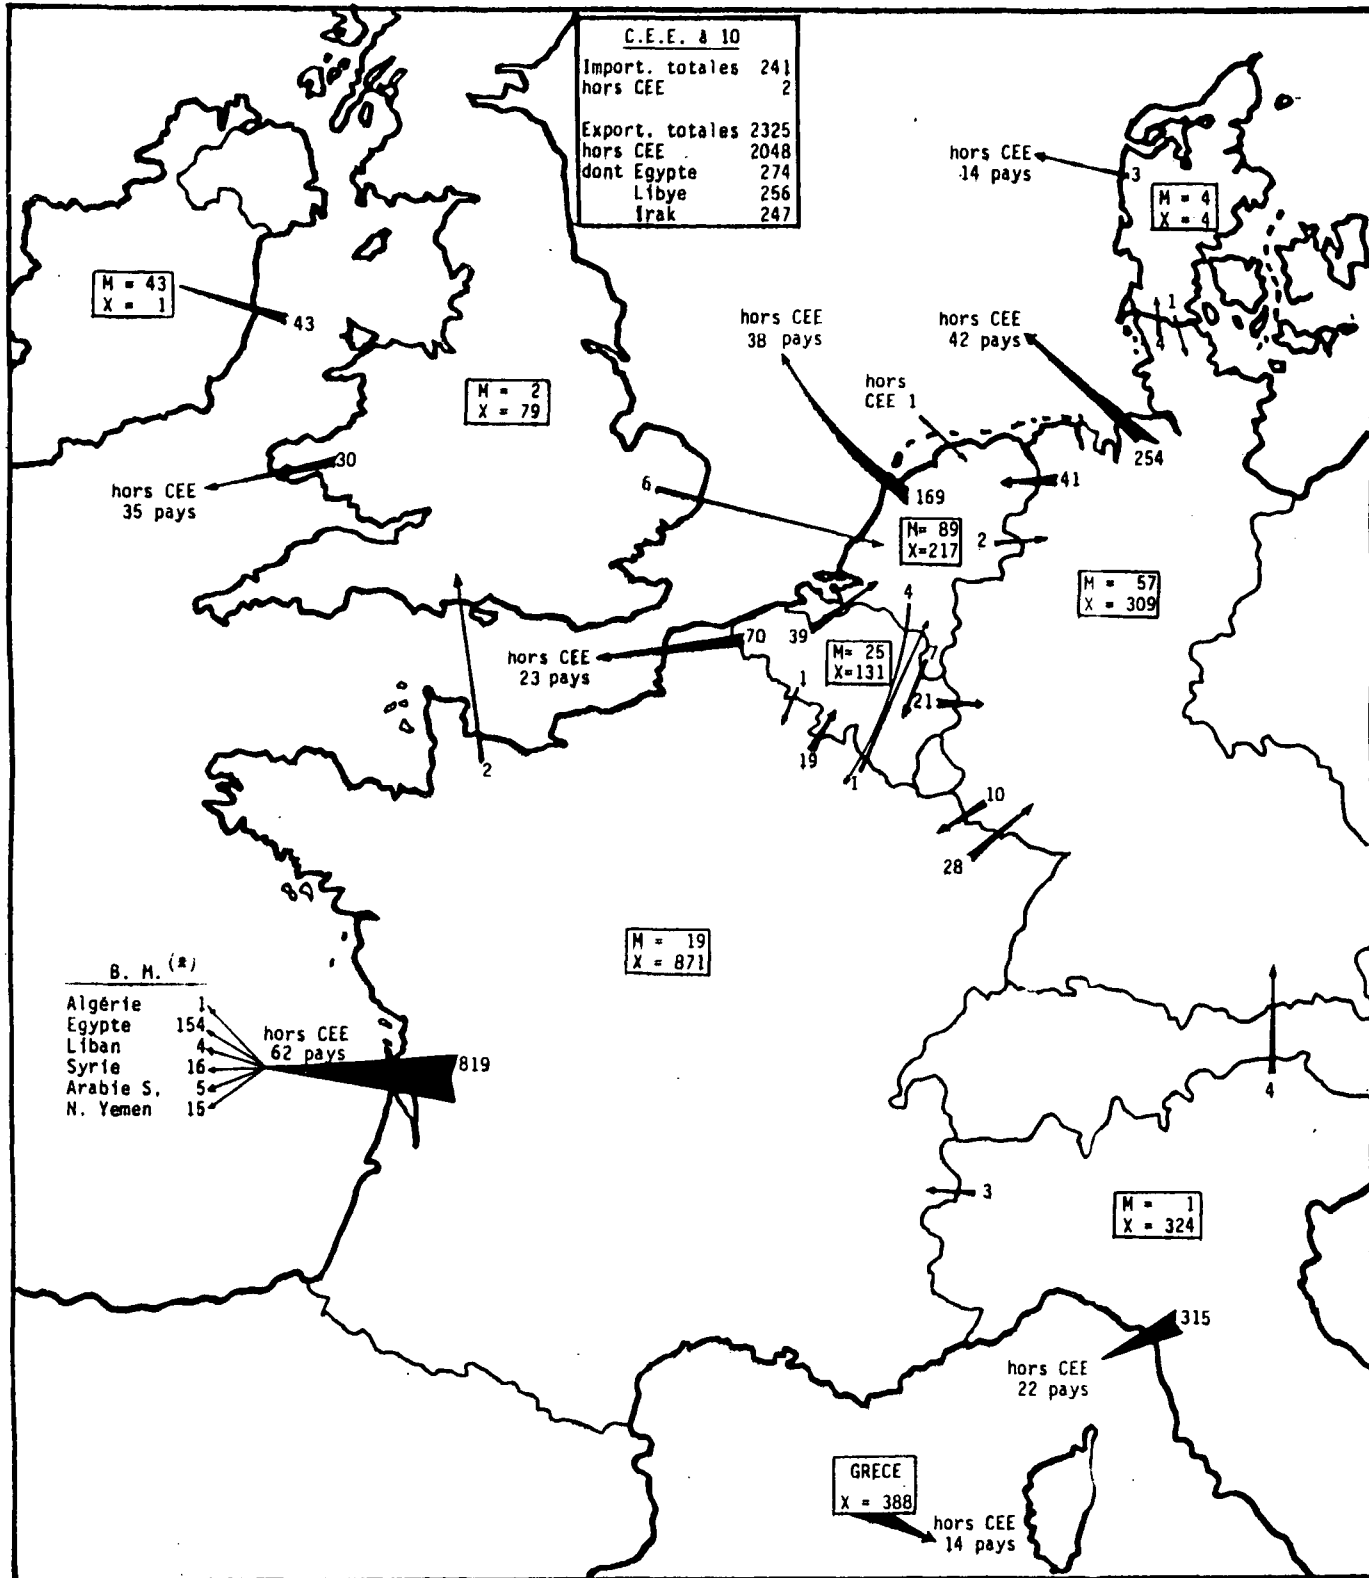 C.E.E. à 10
Import. totales 241
hors CEE 2
Export. totales 2325
hors CEE 2048
dont Egypte 274
Libye 256
Irak 247
hors CEE
14 pays
3
M = 4
X = 4
1
4
M = 43
X = 1
43
hors CEE
38 pays
hors CEE
42 pays
hors
CEE 1
254
M = 2
X = 79
30
hors CEE
35 pays
6
169
41
M= 89
X=217
2
M = 57
X = 309
4
70
39
hors CEE
23 pays
M= 25
X=131
7
1
21
19
1
2
10
28
M = 19
X = 871
B. M. (*)
Algérie 1
Egypte 154
Liban 4
Syrie 16
Arabie S. 5
N. Yemen 15
hors CEE
62 pays
819
4
3
M = 1
X = 324
315
hors CEE
22 pays
GRECE
X = 388
hors CEE
14 pays